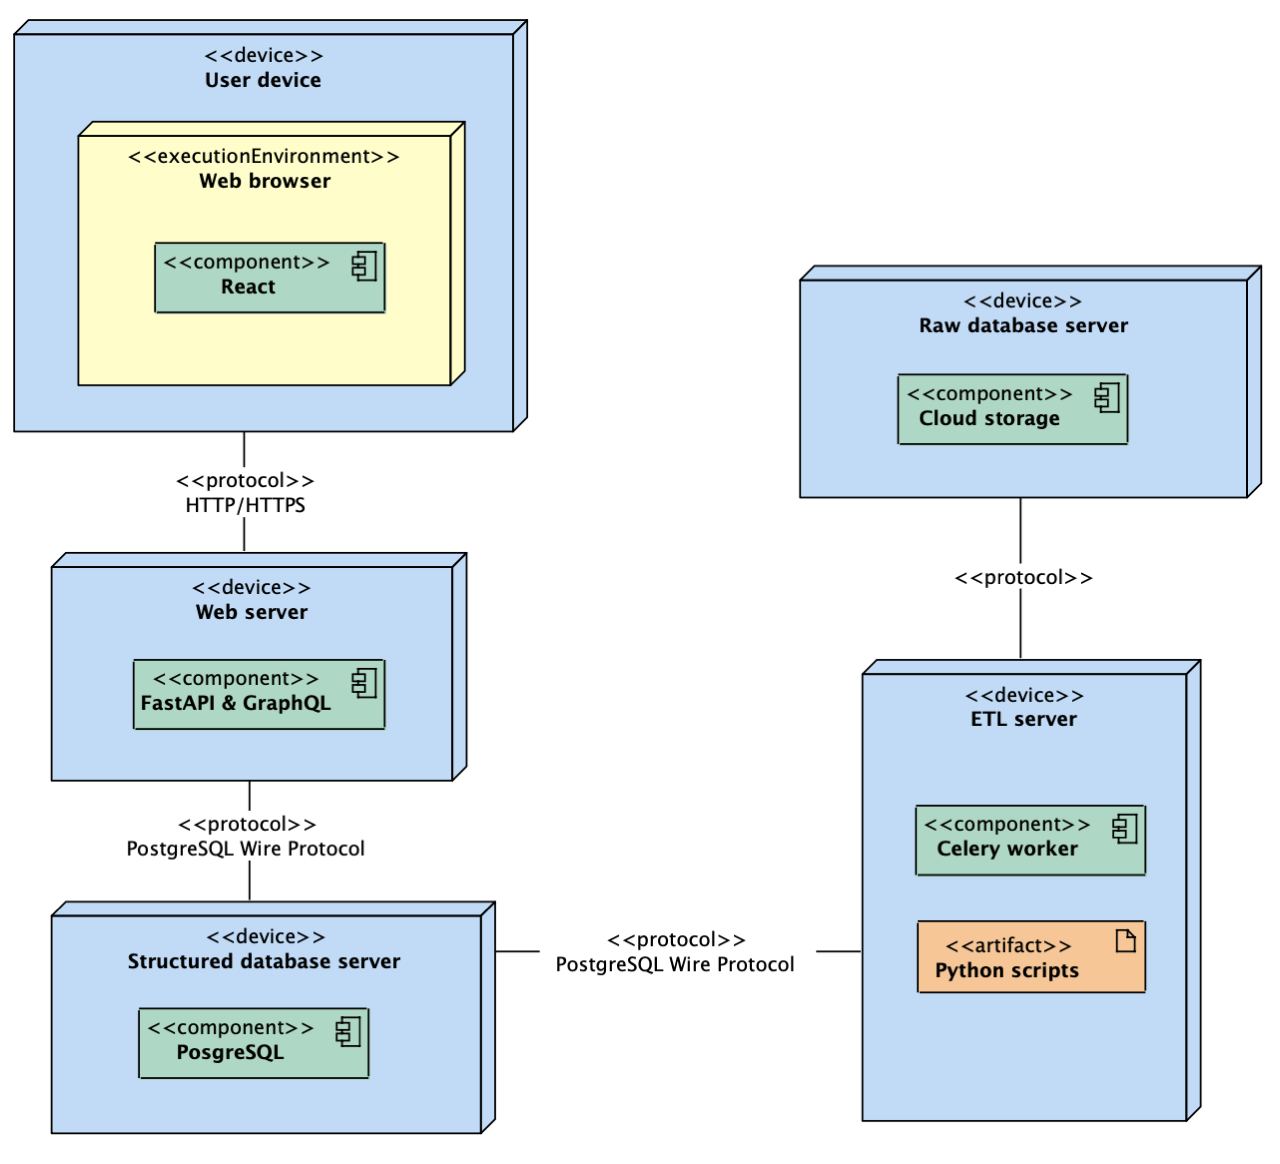 <<device>>
User device
<<executionEnvironment>>
Web browser
<<component>>
React
<<protocol>>
HTTP/HTTPS
<<device>>
Web server
<<component>>
FastAPI & GraphQL
<<protocol>>
PostgreSQL Wire Protocol
<<device>>
Structured database server
<<component>>
PosgreSQL
<<protocol>>
PostgreSQL Wire Protocol
<<device>>
Raw database server
<<component>>
Cloud storage
<<protocol>>
<<device>>
ETL server
<<component>>
Celery worker
<<artifact>>
Python scripts